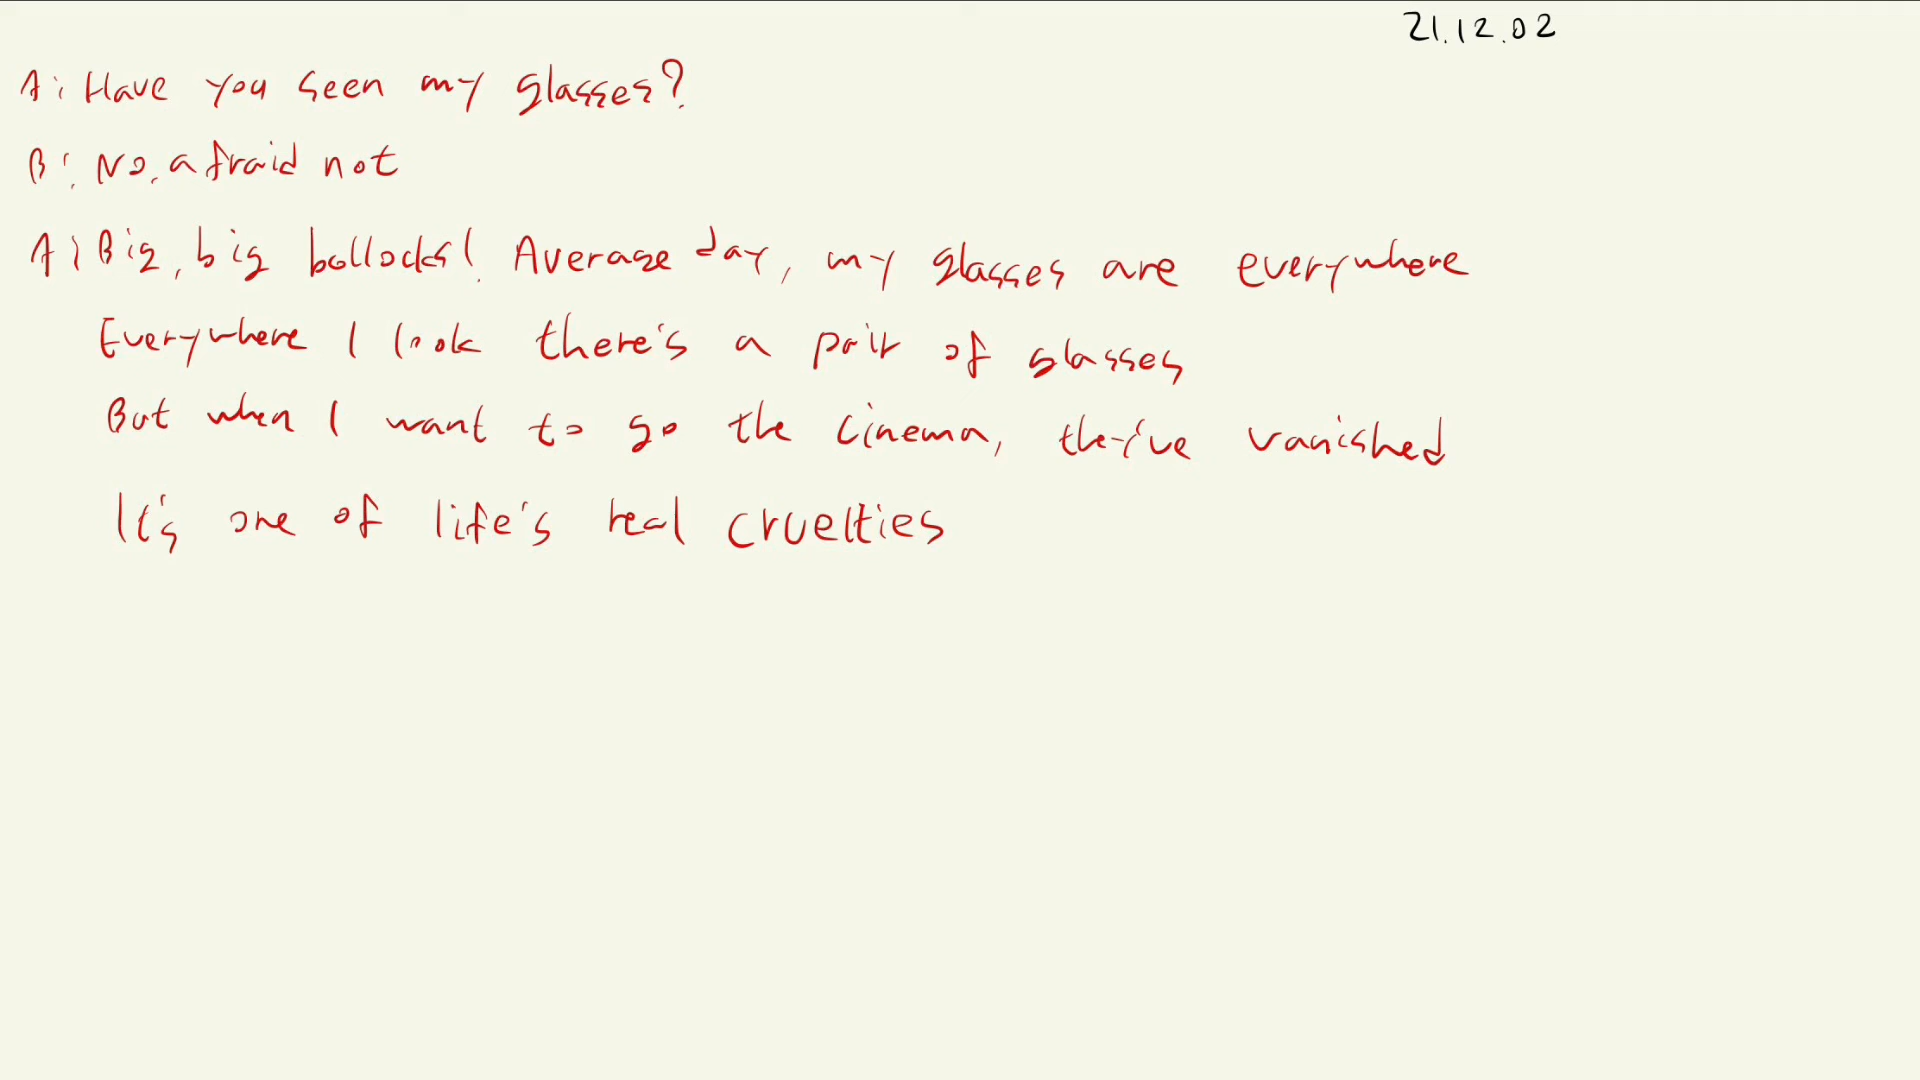 21.12.02
A: Have you seen my glasses?
B: No, afraid not
A: Big, big bollocks! Average day, my glasses are everywhere
Everywhere I look there's a pair of glasses
But when I want to go the cinema, they've vanished
It's one of life's real cruelties